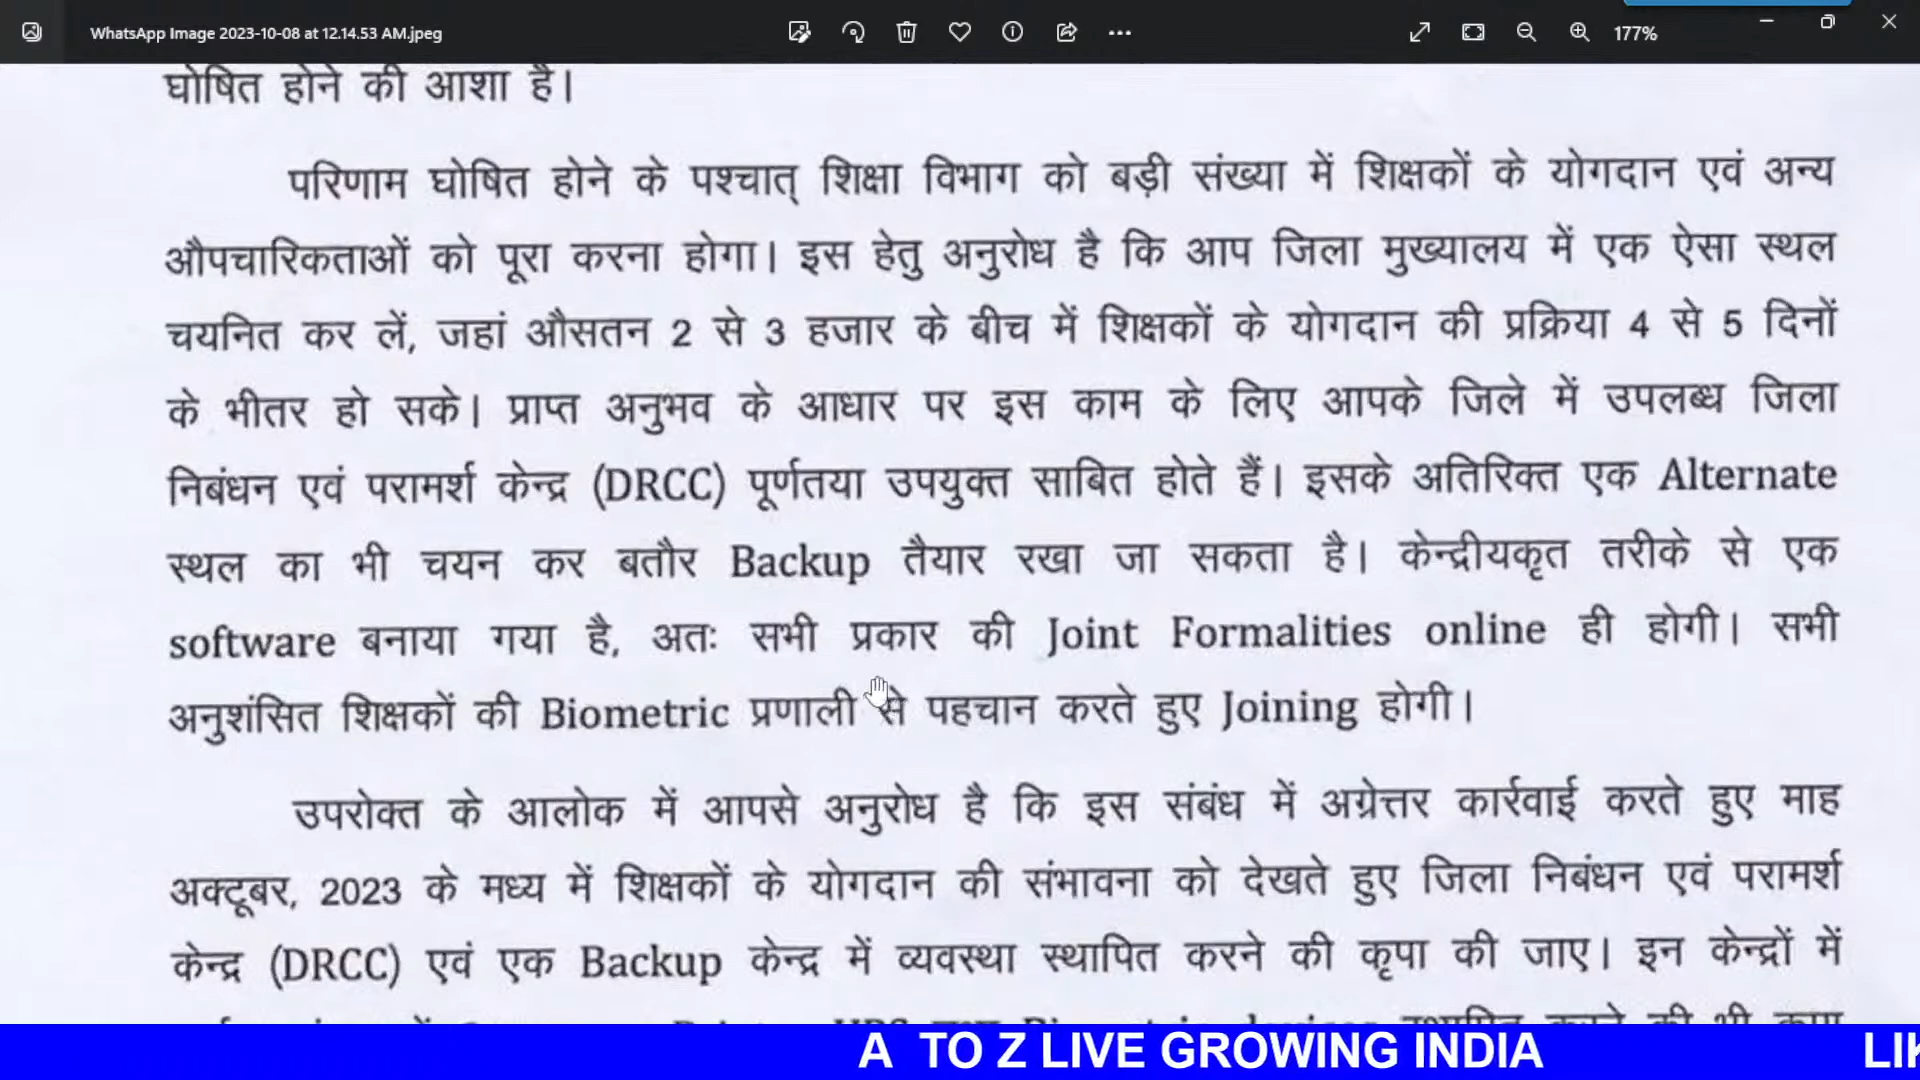 WhatsApp Image 2023-10-08 at 12.14.53 AM.jpeg
177%
घोषित होने की आशा है।
परिणाम घोषित होने के पश्चात् शिक्षा विभाग को बड़ी संख्या में शिक्षकों के योगदान एवं अन्य
औपचारिकताओं को पूरा करना होगा। इस हेतु अनुरोध है कि आप जिला मुख्यालय में एक ऐसा स्थल
चयनित कर लें, जहां औसतन 2 से 3 हजार के बीच में शिक्षकों के योगदान की प्रक्रिया 4 से 5 दिनों
के भीतर हो सके। प्राप्त अनुभव के आधार पर इस काम के लिए आपके जिले में उपलब्ध जिला
निबंधन एवं परामर्श केन्द्र (DRCC) पूर्णतया उपयुक्त साबित होते हैं। इसके अतिरिक्त एक Alternate
स्थल का भी चयन कर बतौर Backup तैयार रखा जा सकता है। केन्द्रीयकृत तरीके से एक
software बनाया गया है, अतः सभी प्रकार की Joint Formalities online ही होगी। सभी
अनुशंसित शिक्षकों की Biometric प्रणाली से पहचान करते हुए Joining होगी।
उपरोक्त के आलोक में आपसे अनुरोध है कि इस संबंध में अग्रेत्तर कार्रवाई करते हुए माह
अक्टूबर, 2023 के मध्य में शिक्षकों के योगदान की संभावना को देखते हुए जिला निबंधन एवं परामर्श
केन्द्र (DRCC) एवं एक Backup केन्द्र में व्यवस्था स्थापित करने की कृपा की जाए। इन केन्द्रों में
A TO Z LIVE GROWING INDIA